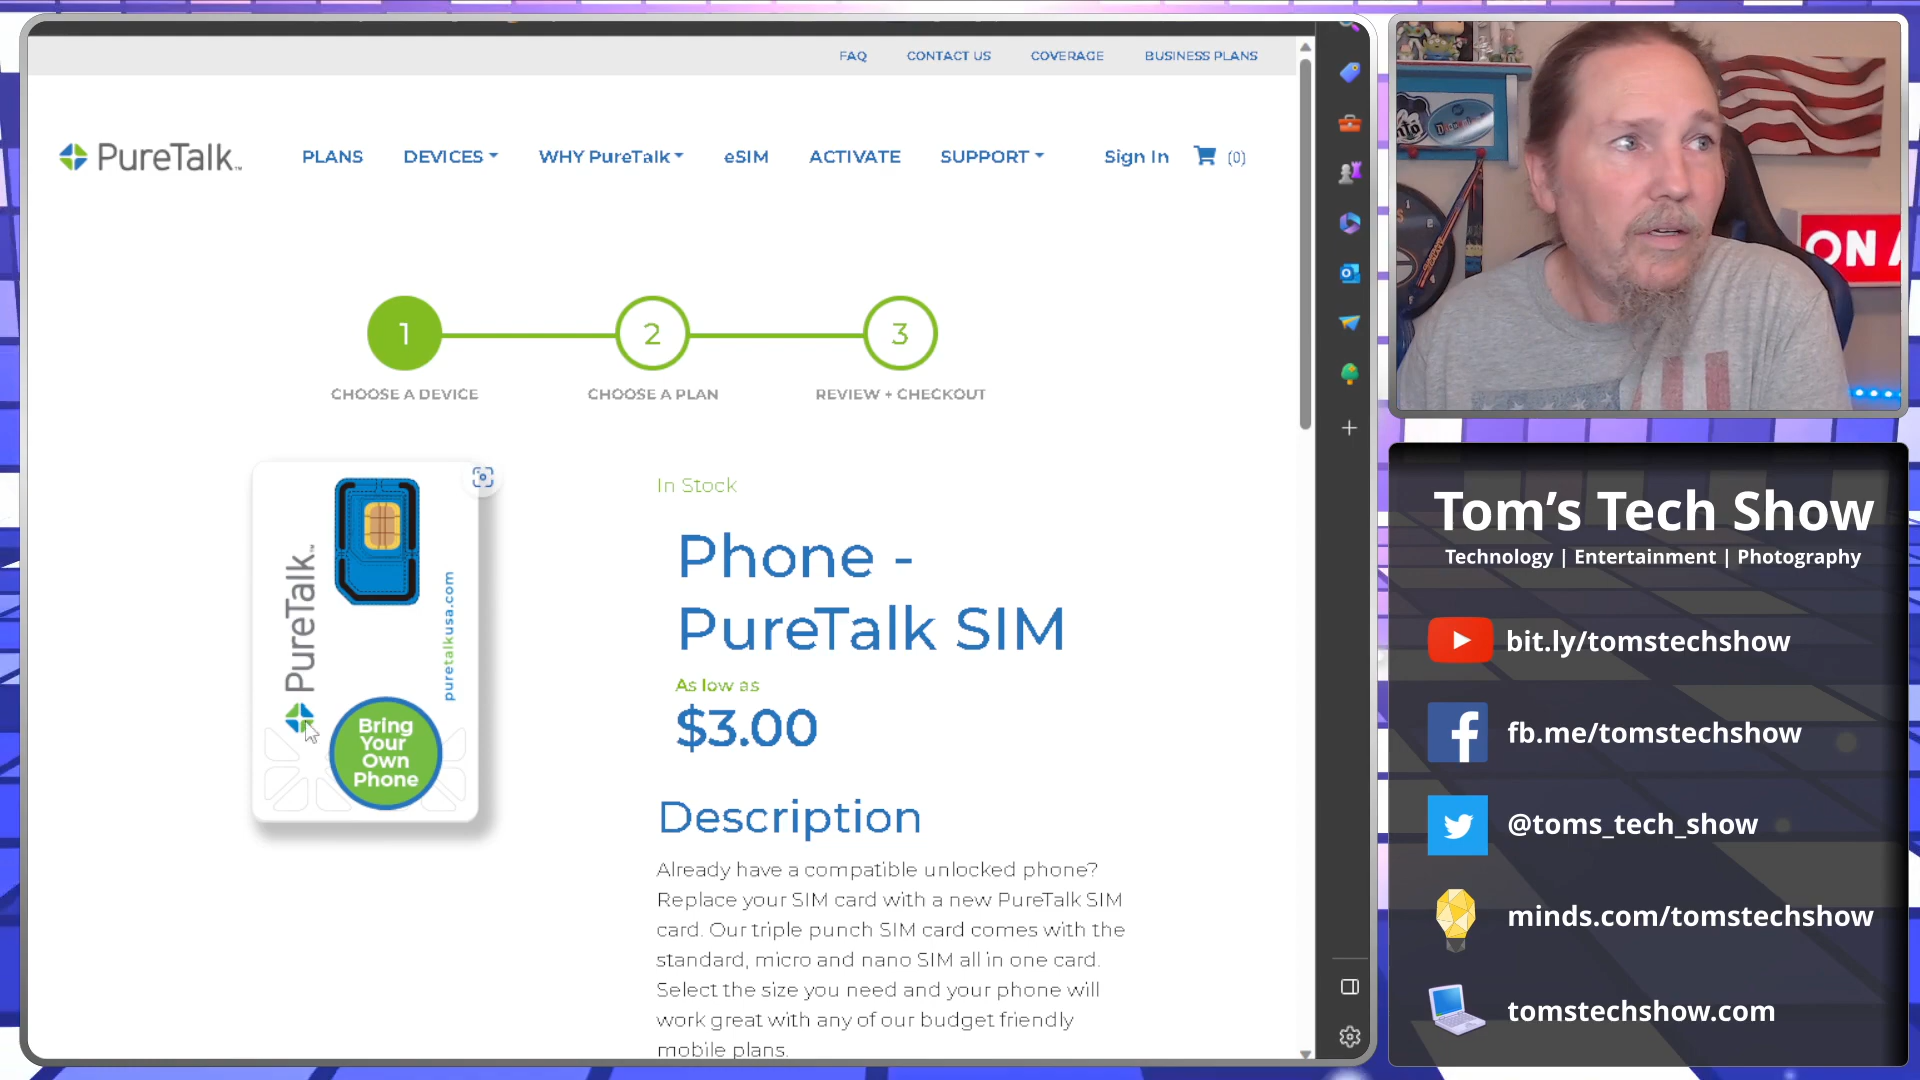 FAQ CONTACT US COVERAGE BUSINESS PLANS
PureTalk™ PLANS DEVICES WHY PureTalk eSIM ACTIVATE SUPPORT Sign In (0)
1 2 3
CHOOSE A DEVICE CHOOSE A PLAN REVIEW + CHECKOUT
PureTalk™
puretalkusa.com
Bring
Your
Own
Phone
In Stock
Phone -
PureTalk SIM
As low as
$3.00
Description
Already have a compatible unlocked phone?
Replace your SIM card with a new PureTalk SIM
card. Our triple punch SIM card comes with the
standard, micro and nano SIM all in one card.
Select the size you need and your phone will
work great with any of our budget friendly
mobile plans.
ON A
Tom's Tech Show
Technology | Entertainment | Photography
bit.ly/tomstechshow
fb.me/tomstechshow
@toms_tech_show
minds.com/tomstechshow
tomstechshow.com